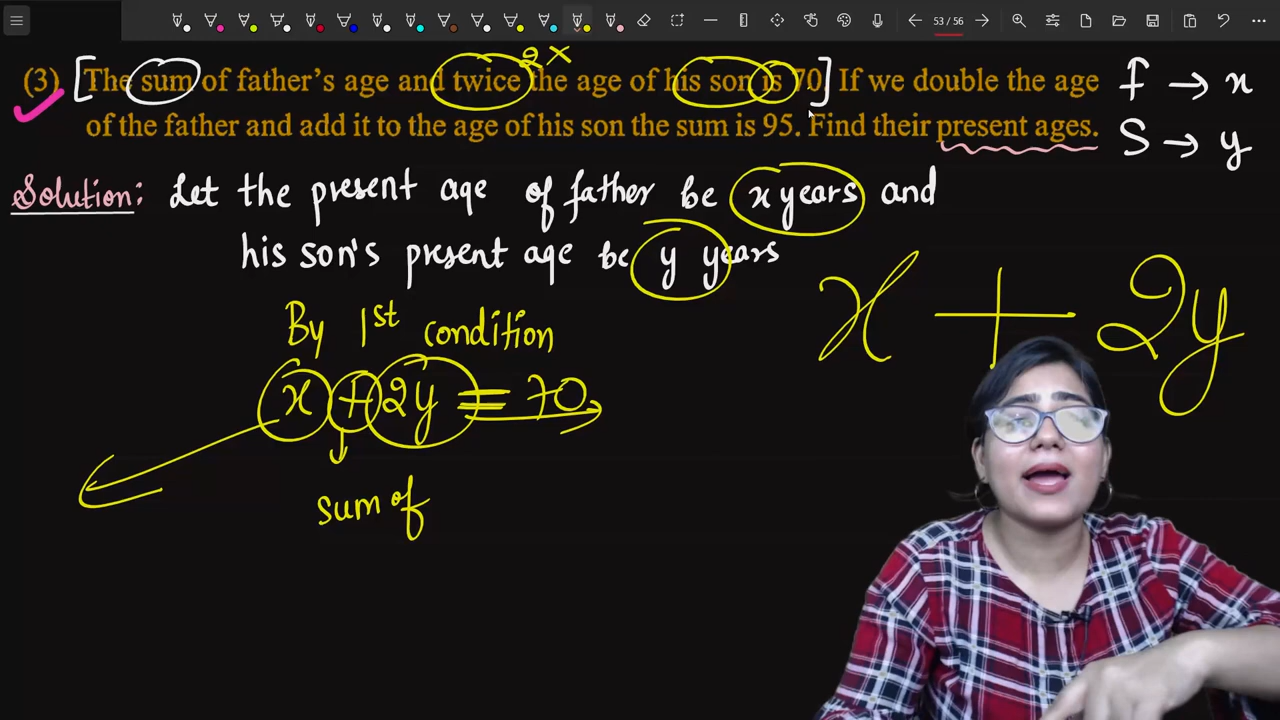 53 / 56
2x
(3) [The sum of father's age and twice the age of his son is 70] If we double the age
of the father and add it to the age of his son the sum is 95. Find their present ages.
f → x
S → y
Solution: Let the present age of father be x years and
his son's present age be y years
x + 2y
By 1st condition
x + 2y = 70
sum of